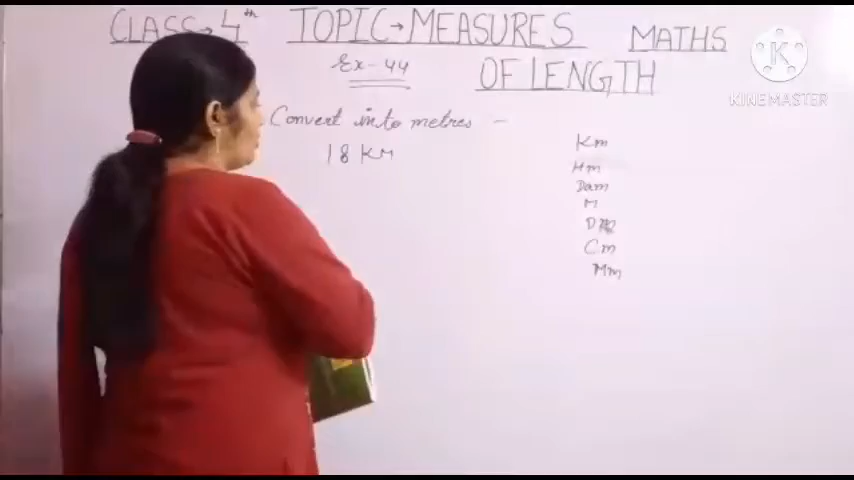 CLASS→4th TOPIC→MEASURES MATHS
Ex-44 OF LENGTH
K
KINEMASTER
Convert into metres -
18 KM
Km
Hm
Dam
M
Dm
Cm
Mm